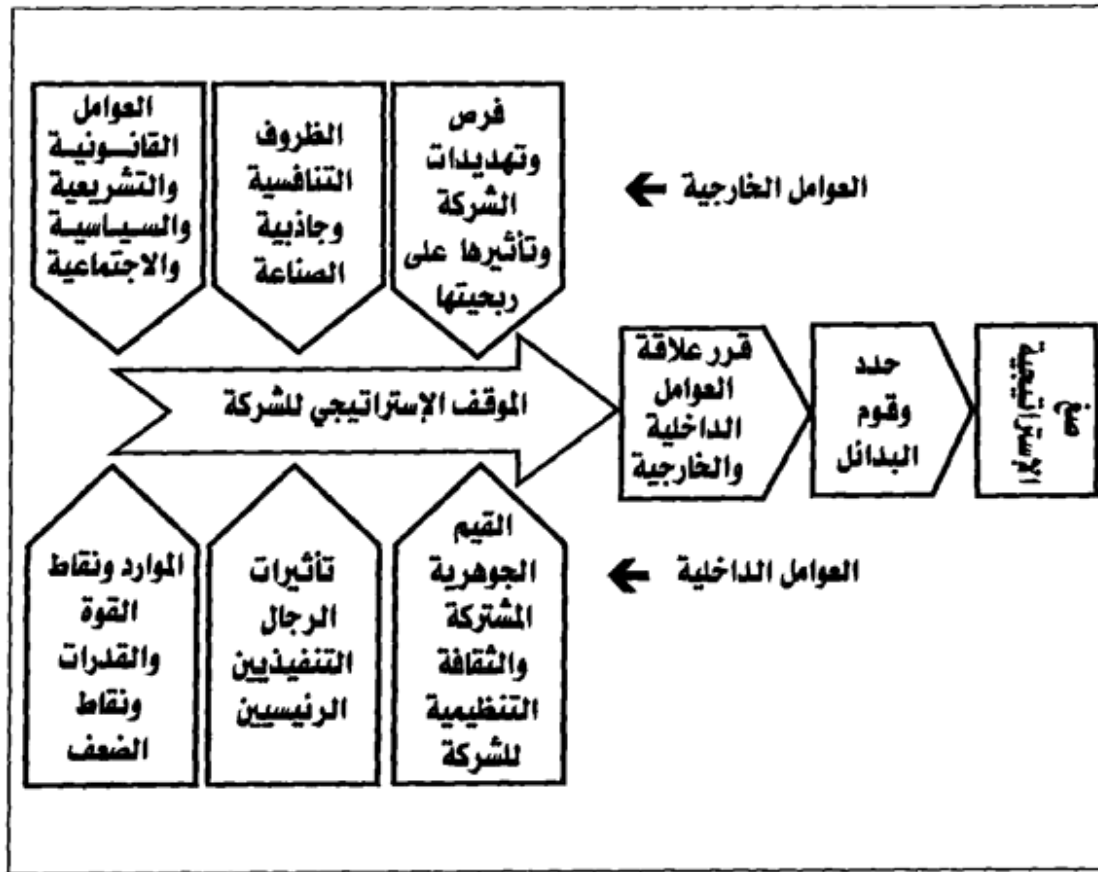 العوامل
القانونية
والتشريعية
والسياسية
والاجتماعية
الظروف
التنافسية
وجاذبية
الصناعة
فرص
وتهديدات
الشركة
وتأثيرها على
ربحيتها
العوامل الخارجية
الموقف الإستراتيجي للشركة
قرر علاقة
العوامل
الداخلية
والخارجية
حدد
وقوم
البدائل
صغ
الإستراتيجية
الموارد ونقاط
القوة
والقدرات
ونقاط
الضعف
تأثيرات
الرجال
التنفيذيين
الرئيسيين
القيم
الجوهرية
المشتركة
والثقافة
التنظيمية
للشركة
العوامل الداخلية